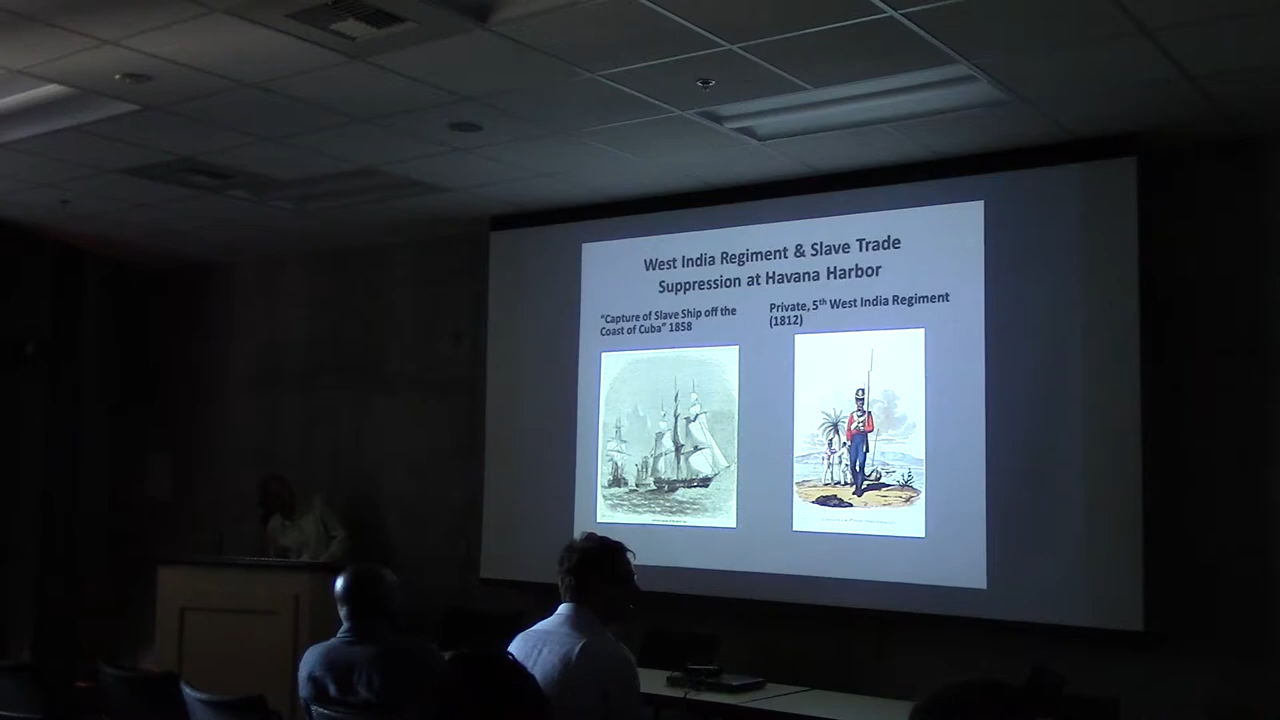 West India Regiment & Slave Trade
Suppression at Havana Harbor
“Capture of Slave Ship off the
Coast of Cuba” 1858
Private, 5th West India Regiment
(1812)